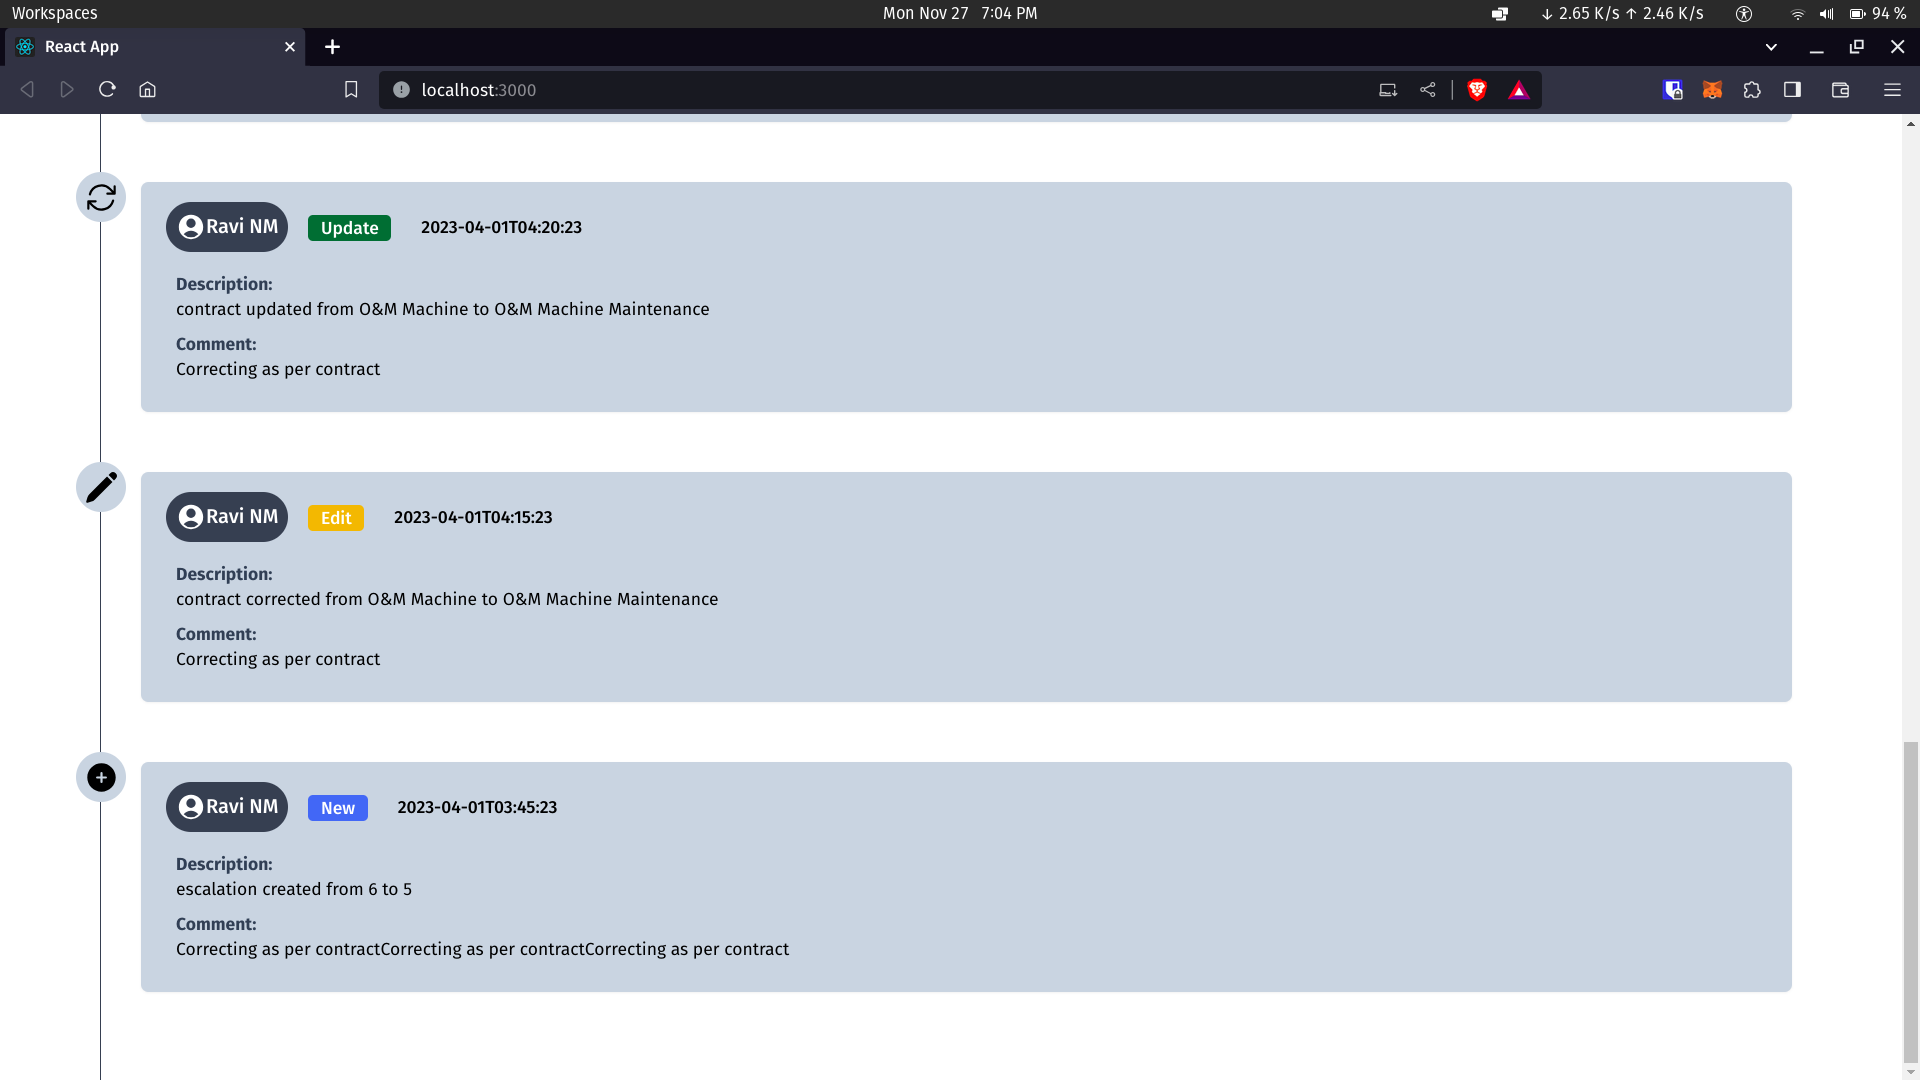 Workspaces
Mon Nov 27 7:04 PM
↓ 2.65 K/s ↑ 2.46 K/s
94 %
React App
localhost:3000
Ravi NM
Update
2023-04-01T04:20:23
Description:
contract updated from O&M Machine to O&M Machine Maintenance
Comment:
Correcting as per contract
Ravi NM
Edit
2023-04-01T04:15:23
Description:
contract corrected from O&M Machine to O&M Machine Maintenance
Comment:
Correcting as per contract
Ravi NM
New
2023-04-01T03:45:23
Description:
escalation created from 6 to 5
Comment:
Correcting as per contractCorrecting as per contractCorrecting as per contract